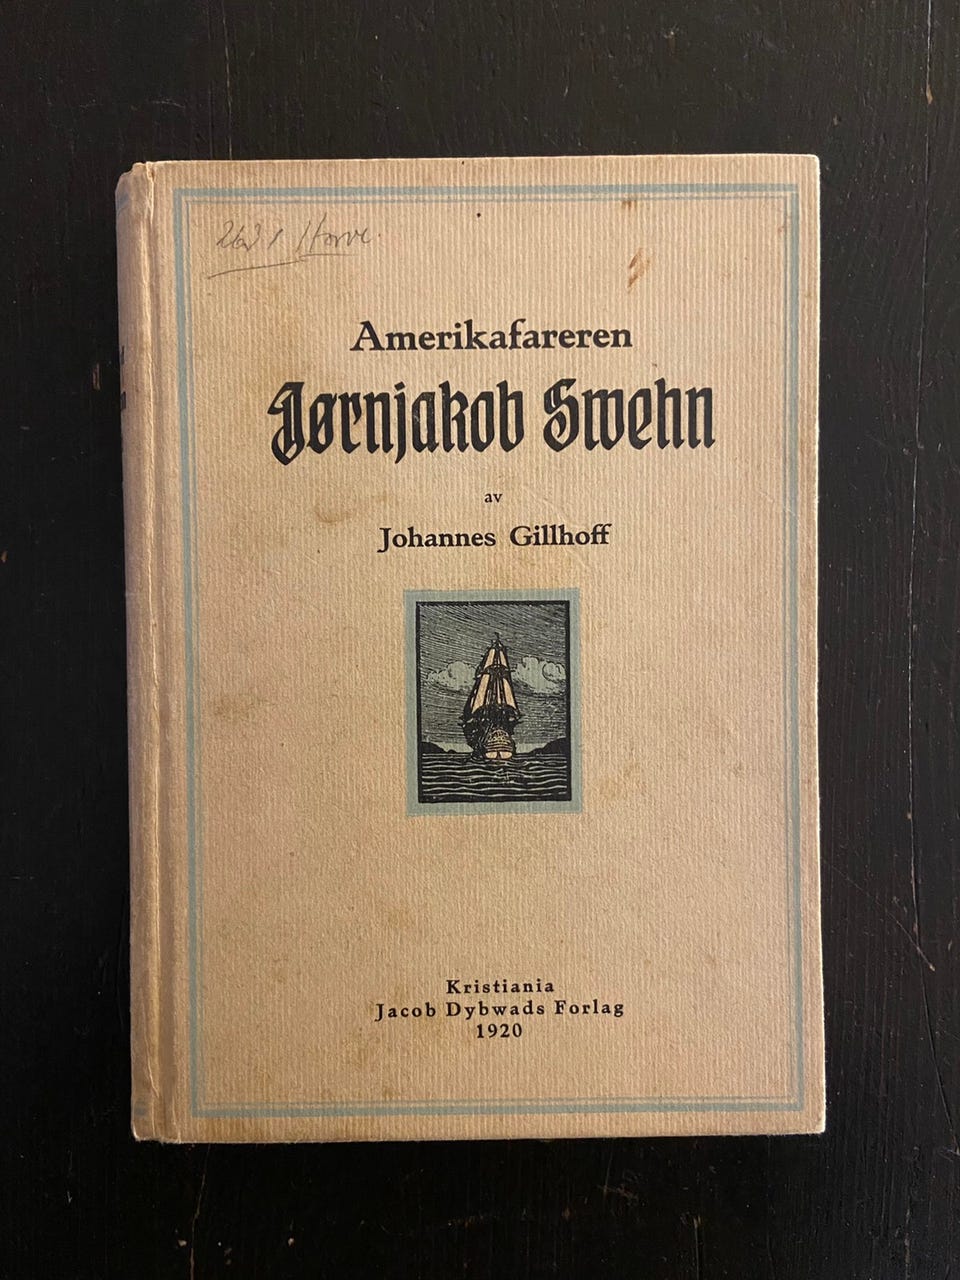 Amerikafareren
Jørnjakob Swehn
av
Johannes Gillhoff
Kristiania
Jacob Dybwads Forlag
1920